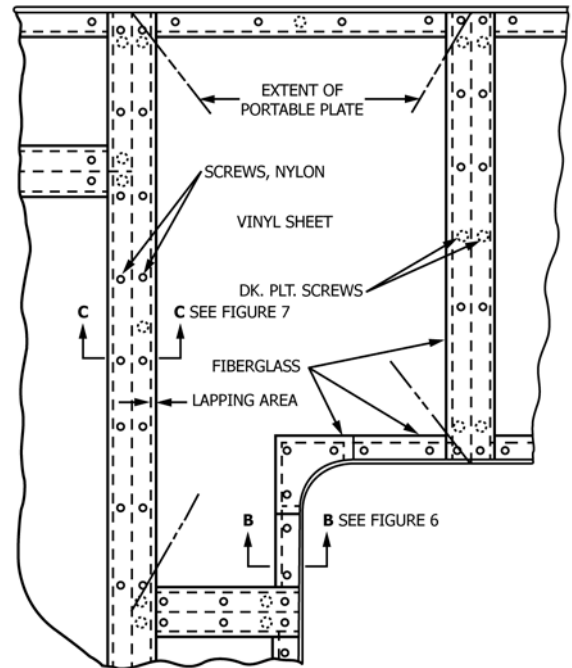 EXTENT OF
PORTABLE PLATE
SCREWS, NYLON
VINYL SHEET
DK. PLT. SCREWS
C C SEE FIGURE 7
FIBERGLASS
LAPPING AREA
B B SEE FIGURE 6